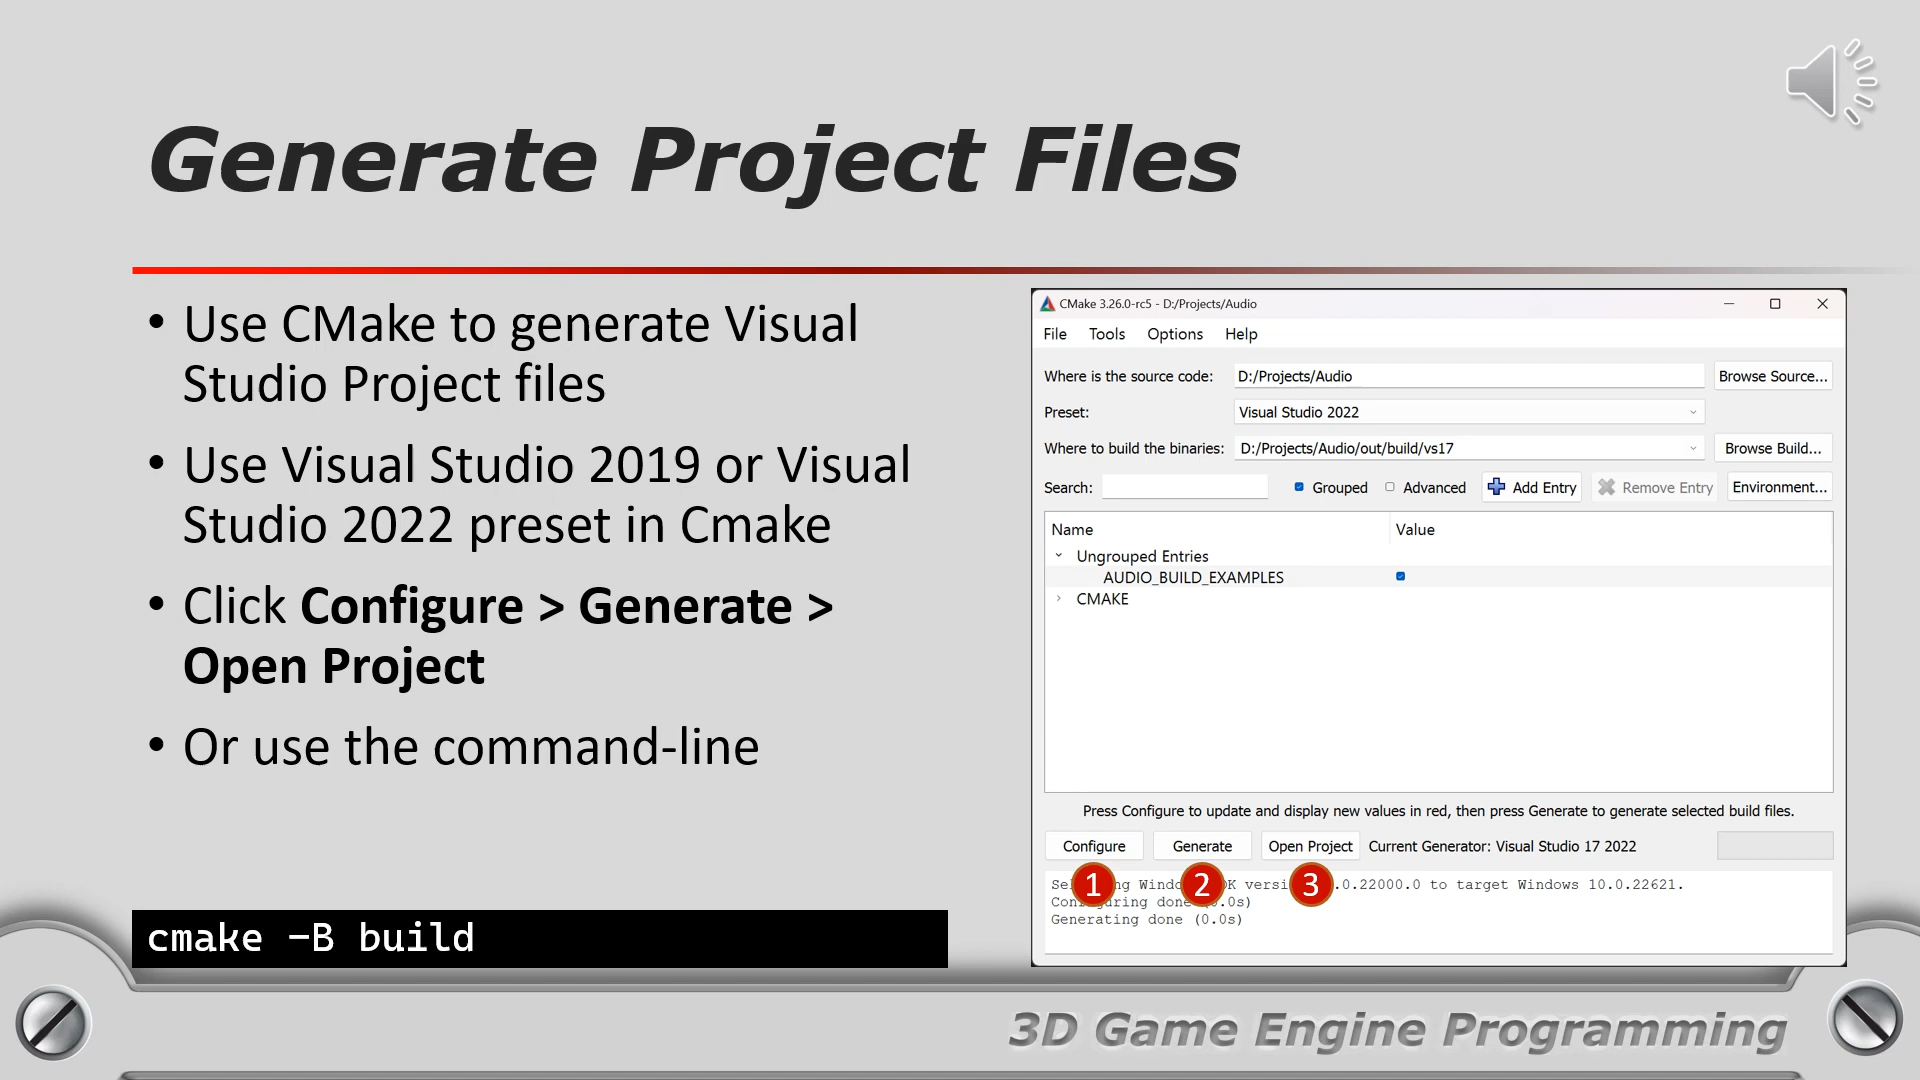 Generate Project Files
• Use CMake to generate Visual
Studio Project files
• Use Visual Studio 2019 or Visual
Studio 2022 preset in Cmake
• Click Configure > Generate >
Open Project
• Or use the command-line
cmake -B build
CMake 3.26.0-rc5 - D:/Projects/Audio
File Tools Options Help
Where is the source code: D:/Projects/Audio Browse Source...
Preset: Visual Studio 2022
Where to build the binaries: D:/Projects/Audio/out/build/vs17 Browse Build...
Search: Grouped Advanced Add Entry Remove Entry Environment...
Name Value
Ungrouped Entries
AUDIO_BUILD_EXAMPLES
CMAKE
Press Configure to update and display new values in red, then press Generate to generate selected build files.
Configure Generate Open Project Current Generator: Visual Studio 17 2022
1 2 3
.0.22000.0 to target Windows 10.0.22621.
done
Generating done (0.0s)
3D Game Engine Programming